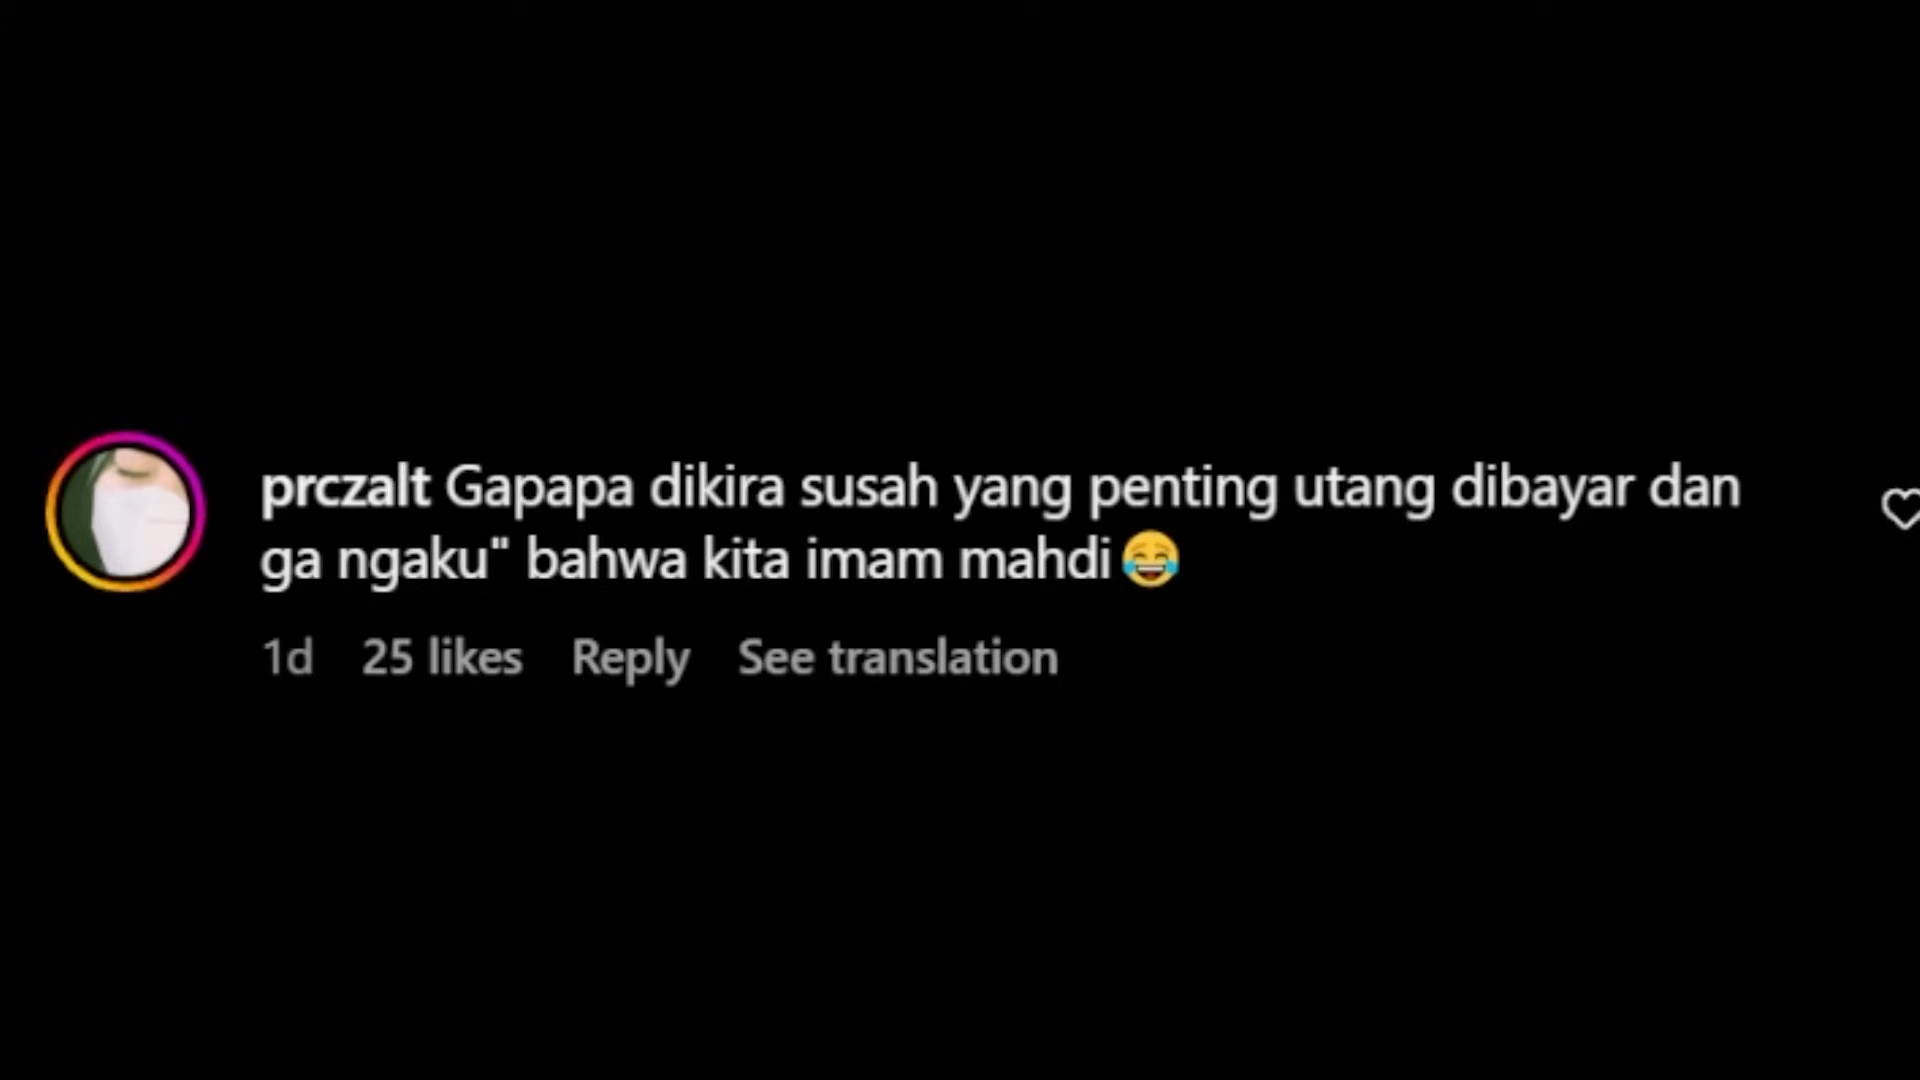 prczalt Gapapa dikira susah yang penting utang dibayar dan
ga ngaku" bahwa kita imam mahdi😂
1d 25 likes Reply See translation